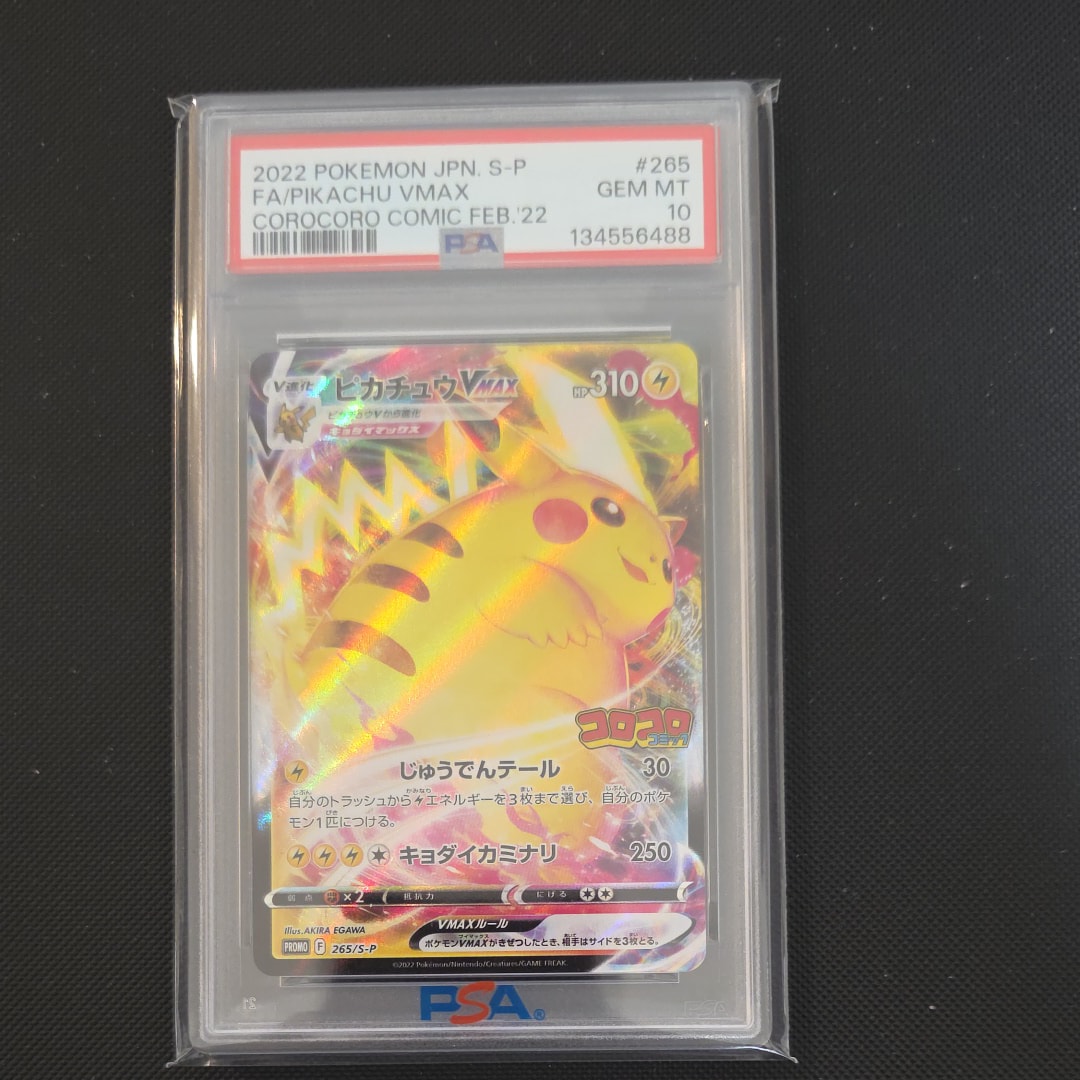 2022 POKEMON JPN. S-P #265
FA/PIKACHU VMAX GEM MT
COROCORO COMIC FEB.'22 10
PSA 134556488
V進化 ピカチュウVMAX HP310
ピカチュウVから進化
キョダイマックス
コロコロ
コミック
じゅうでんテール 30
自分のトラッシュからエネルギーを3枚まで選び、自分のポケ
モン1匹につける。
キョダイカミナリ 250
弱点 ×2 抵抗力 にげる
Illus. AKIRA EGAWA
VMAXルール
ポケモンVMAXがきぜつしたとき、相手はサイドを3枚とる。
PROMO F 265/S-P
©2022 Pokémon/Nintendo/Creatures/GAME FREAK.
PSA®